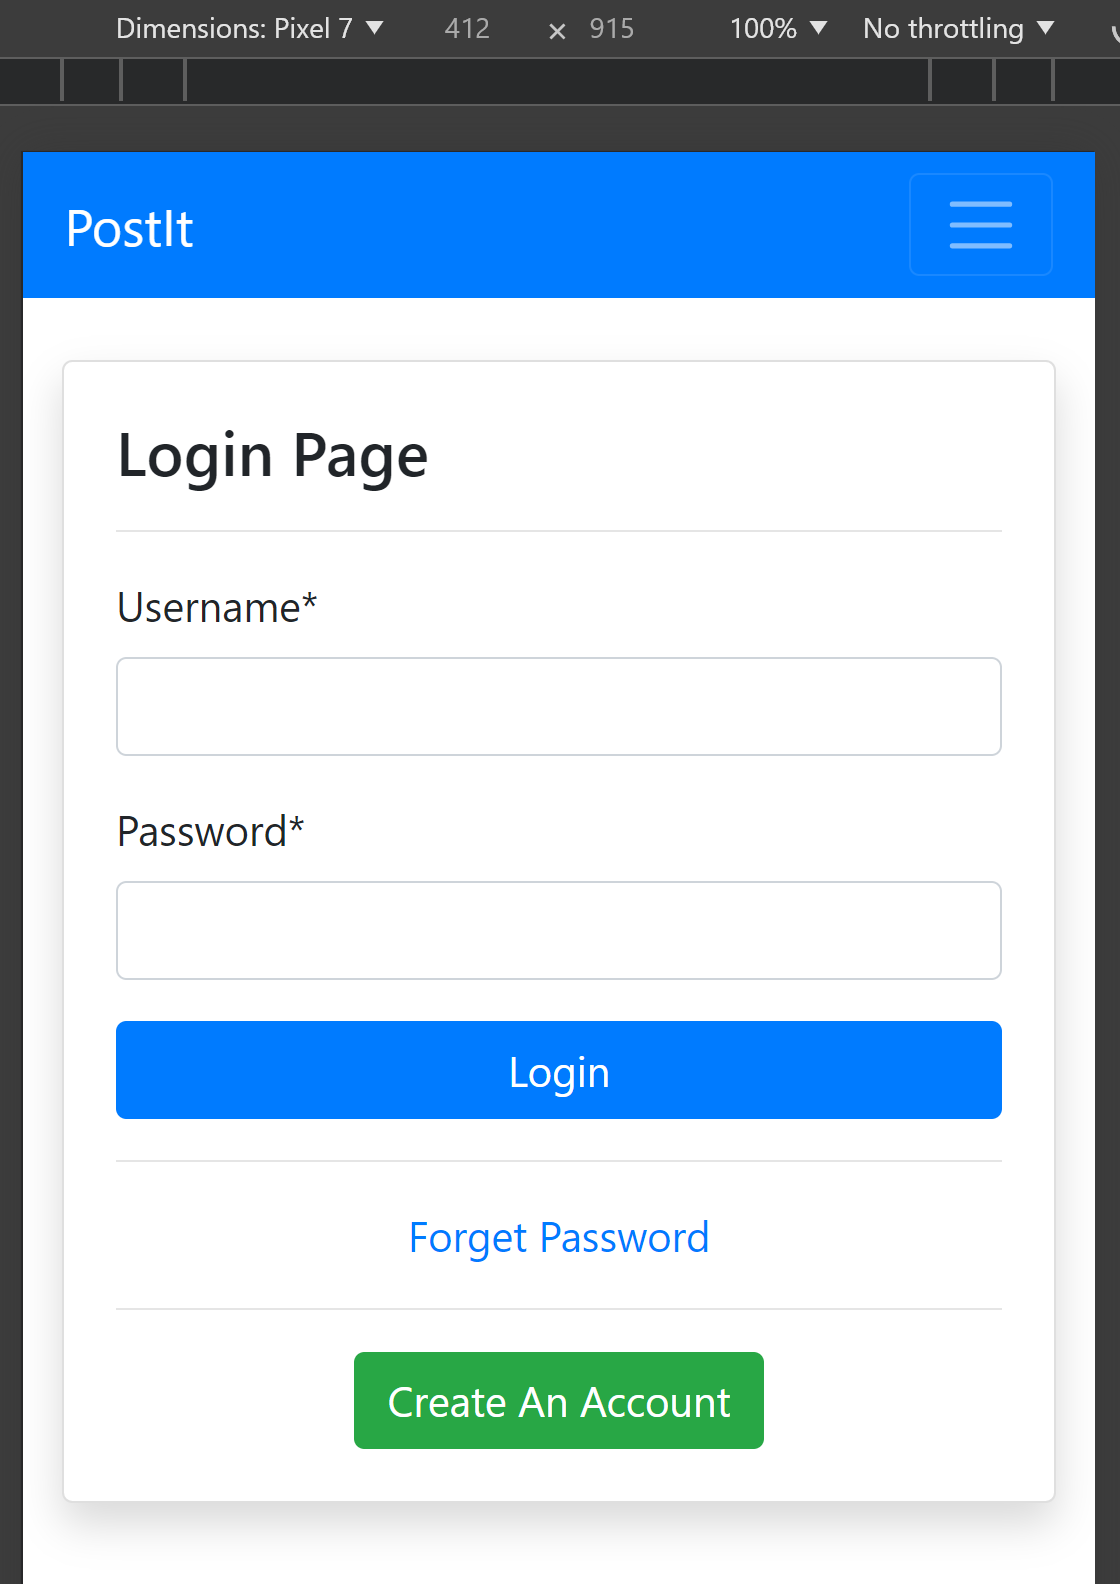 Dimensions: Pixel 7 412 × 915 100% No throttling
PostIt
Login Page
Username*
Password*
Login
Forget Password
Create An Account